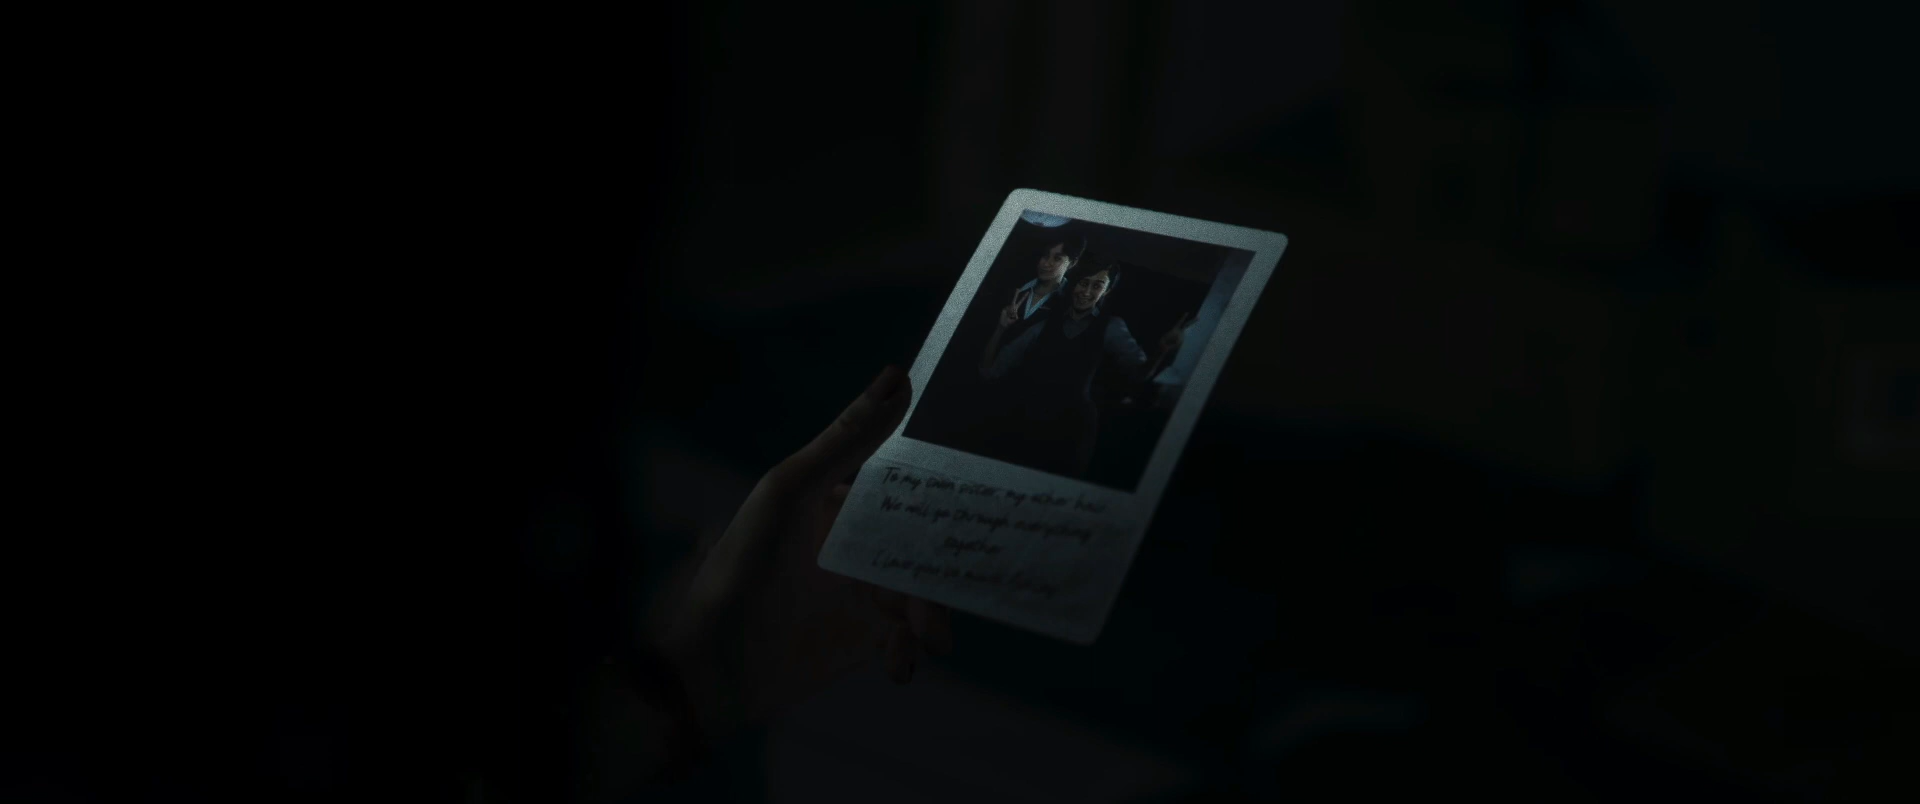 To my twin sister, my other half
We will go through everything
together
I love you so much